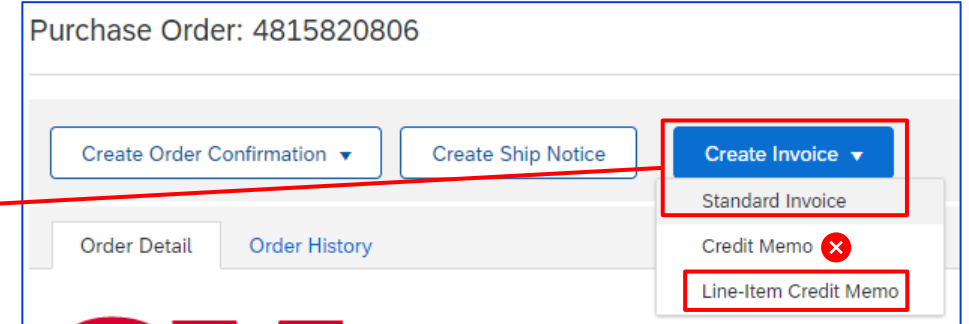 Purchase Order: 4815820806
Create Order Confirmation
Create Ship Notice
Create Invoice
Standard Invoice
Order Detail
Order History
Credit Memo
Line-Item Credit Memo